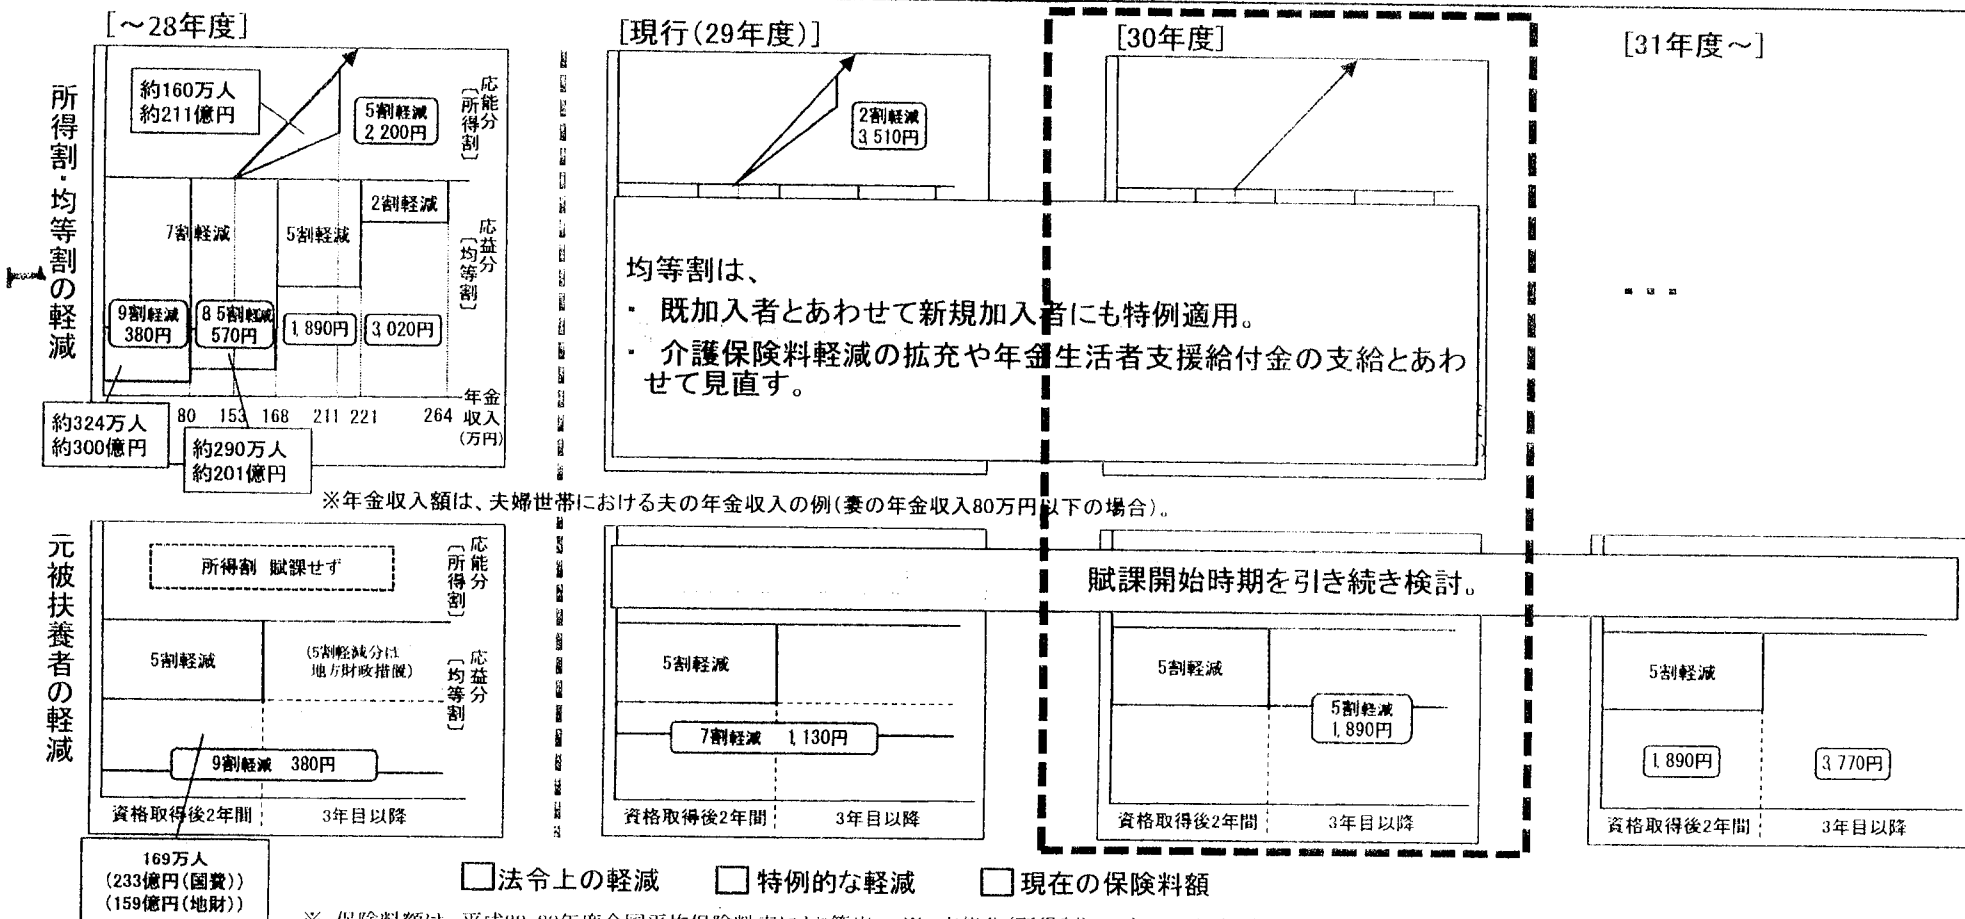 [～28年度]
[現行(29年度)]
[30年度]
[31年度～]
所得割・均等割の軽減
約160万人
約211億円
5割軽減
2,200円
応能分
〔所得割〕
2割軽減
3,510円
7割軽減
5割軽減
2割軽減
応益分
〔均等割〕
9割軽減
380円
8.5割軽減
570円
1,890円
3,020円
80 153 168 211 221 264
年金
収入
(万円)
約324万人
約300億円
約290万人
約201億円
均等割は、
・ 既加入者とあわせて新規加入者にも特例適用。
・ 介護保険料軽減の拡充や年金生活者支援給付金の支給とあわ
せて見直す。
…
※年金収入額は、夫婦世帯における夫の年金収入の例(妻の年金収入80万円以下の場合)。
元被扶養者の軽減
所得割 賦課せず
応能分
〔所得割〕
賦課開始時期を引き続き検討。
5割軽減
(5割軽減分は
地方財政措置)
応益分
〔均等割〕
9割軽減 380円
資格取得後2年間
3年目以降
5割軽減
7割軽減 1,130円
資格取得後2年間
3年目以降
5割軽減
5割軽減
1,890円
資格取得後2年間
3年目以降
5割軽減
1,890円
3,770円
資格取得後2年間
3年目以降
169万人
(233億円(国費))
(159億円(地財))
□法令上の軽減 □特例的な軽減 □現在の保険料額